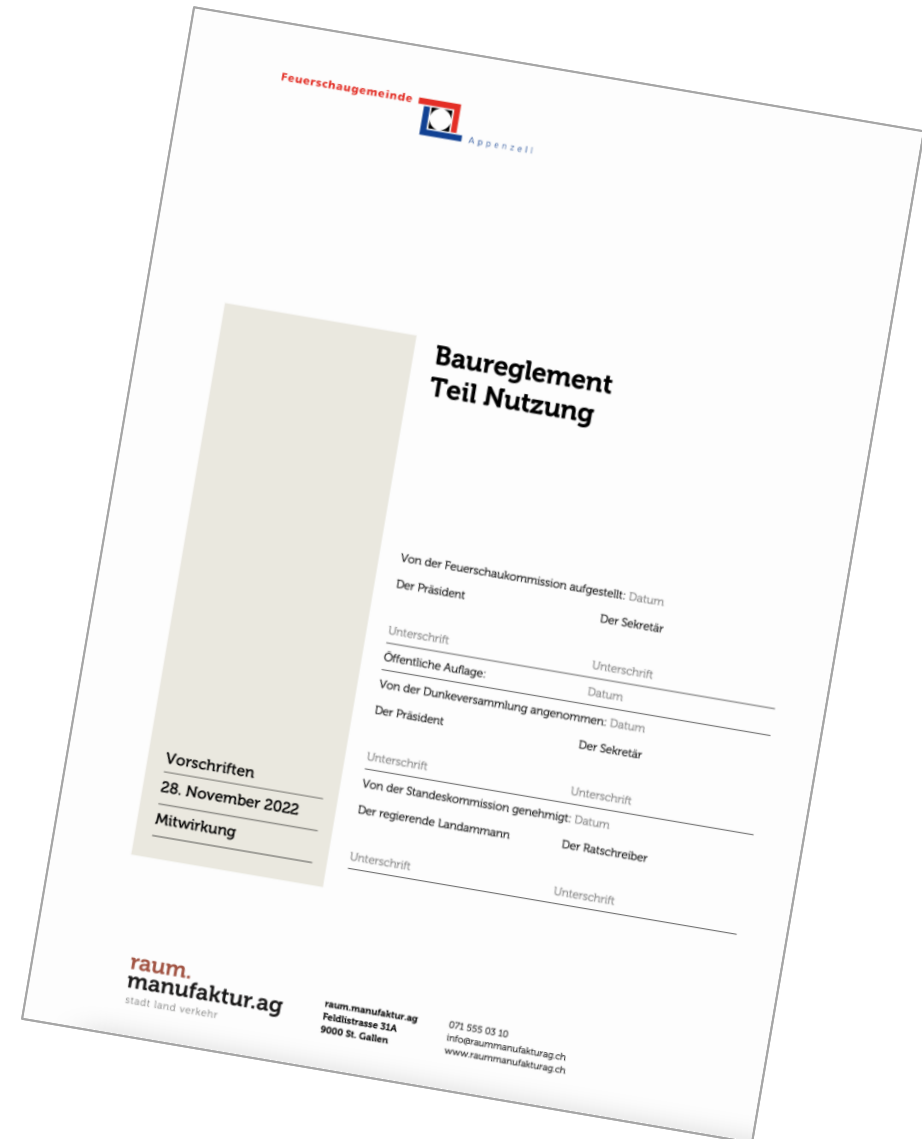 Feuerschaugemeinde
Appenzell
Baureglement
Teil Nutzung
Von der Feuerschaukommission aufgestellt: Datum
Der Präsident Der Sekretär
Unterschrift Unterschrift
Öffentliche Auflage: Datum
Von der Dunkeversammlung angenommen: Datum
Der Präsident Der Sekretär
Unterschrift Unterschrift
Von der Standeskommission genehmigt: Datum
Der regierende Landammann Der Ratschreiber
Unterschrift Unterschrift
Vorschriften
28. November 2022
Mitwirkung
raum.
manufaktur.ag
stadt land verkehr
raum.manufaktur.ag
Feldlistrasse 31A
9000 St. Gallen
071 555 03 10
info@raummanufakturag.ch
www.raummanufakturag.ch